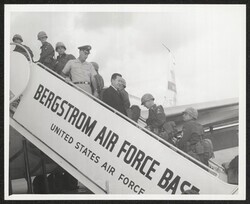 BERGSTROM AIR FORCE BASE
UNITED STATES AIR FORCE